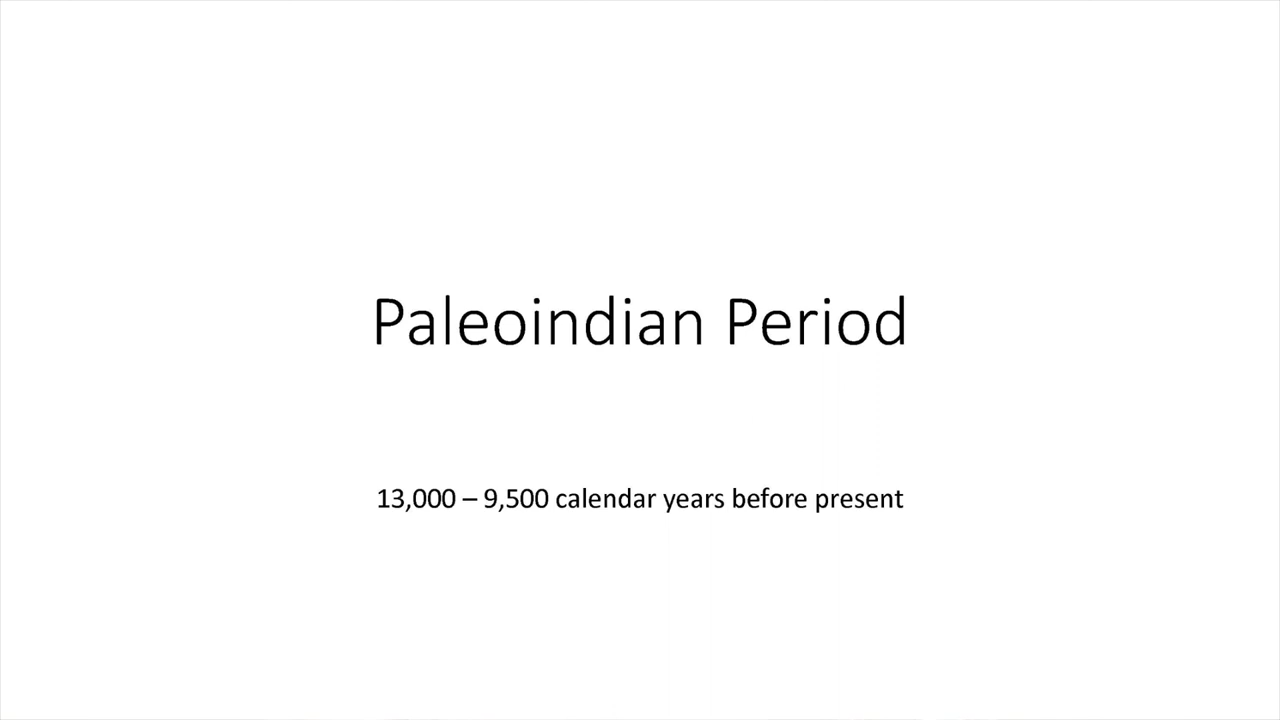 Paleoindian Period
13,000 – 9,500 calendar years before present